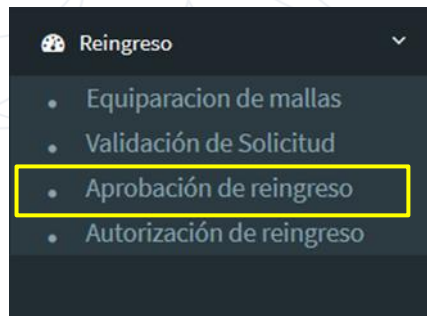 Reingreso
Equiparacion de mallas
Validación de Solicitud
Aprobación de reingreso
Autorización de reingreso